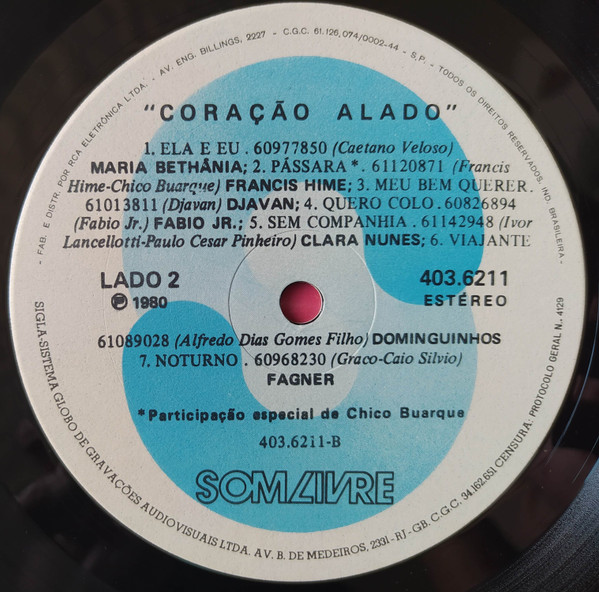 - FAB. E DISTR. POR RCA ELETRÔNICA LTDA. - AV. ENG. BILLINGS, 2227 - C.G.C. 61.126.074/0002-44 - S.P. - TODOS OS DIREITOS RESERVADOS. IND. BRASILEIRA -
"CORAÇÃO ALADO"
1. ELA E EU . 60977850 (Caetano Veloso)
MARIA BETHÂNIA; 2. PÁSSARA * . 61120871 (Francis
Hime-Chico Buarque) FRANCIS HIME; 3. MEU BEM QUERER.
61013811 (Djavan) DJAVAN; 4. QUERO COLO . 60826894
(Fabio Jr.) FABIO JR.; 5. SEM COMPANHIA . 61142948 (Ivor
Lancellotti-Paulo Cesar Pinheiro) CLARA NUNES; 6. VIAJANTE
LADO 2
℗ 1980
403.6211
ESTÉREO
61089028 (Alfredo Dias Gomes Filho) DOMINGUINHOS
7. NOTURNO . 60968230 (Graco-Caio Silvio)
FAGNER
*Participação especial de Chico Buarque
403.6211-B
SOM LIVRE
SIGLA-SISTEMA GLOBO DE GRAVAÇÕES AUDIOVISUAIS LTDA. AV. B. DE MEDEIROS, 2331-RJ-GB. C.G.C. 34.162.651 CENSURA. PROTOCOLO GERAL N.º 4129